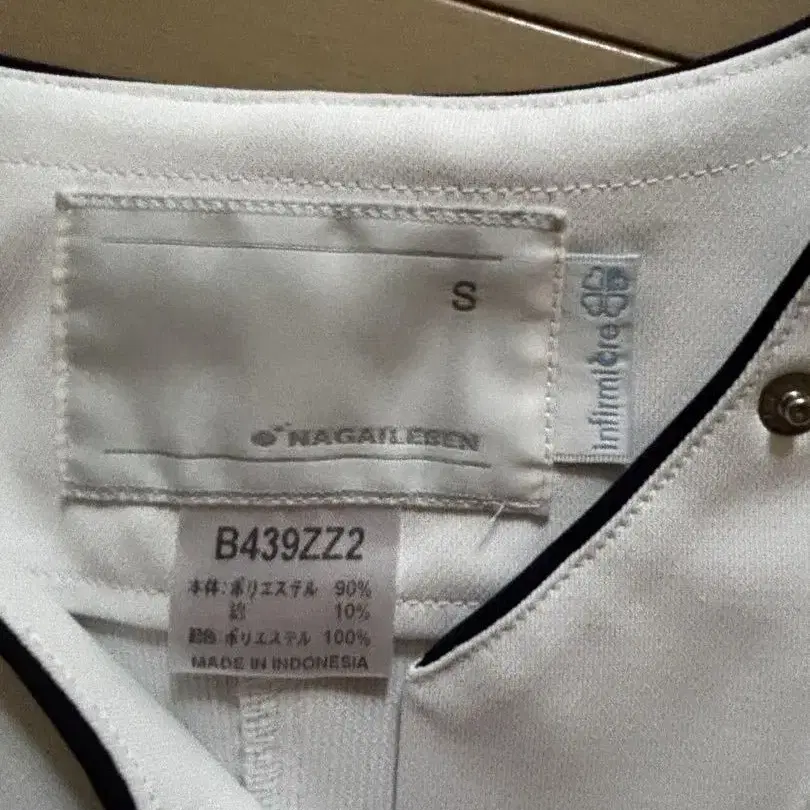 S
NAGAILEBEN
infirmière
B439ZZ2
本体:ポリエステル 90%
綿 10%
配色:ポリエステル 100%
MADE IN INDONESIA